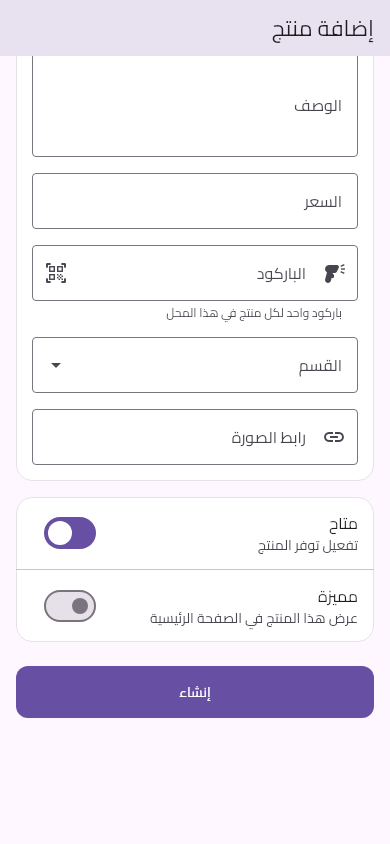 إضافة منتج
الوصف
السعر
الباركود
باركود واحد لكل منتج في هذا المحل
القسم
رابط الصورة
متاح
تفعيل توفر المنتج
مميزة
عرض هذا المنتج في الصفحة الرئيسية
إنشاء